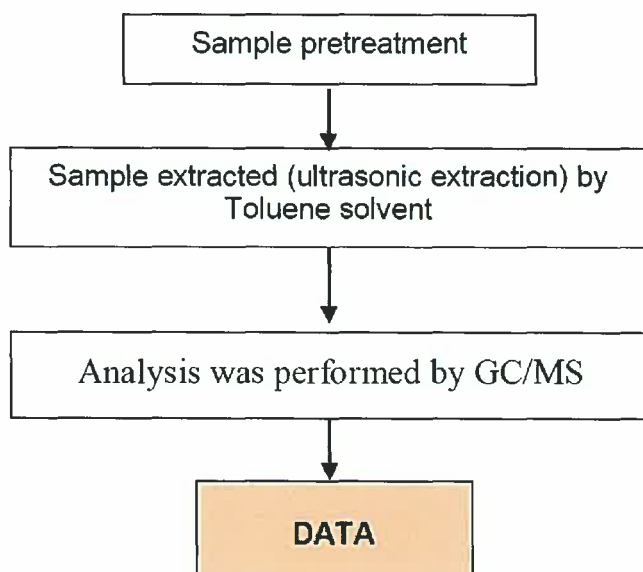 Sample pretreatment
Sample extracted (ultrasonic extraction) by
Toluene solvent
Analysis was performed by GC/MS
DATA